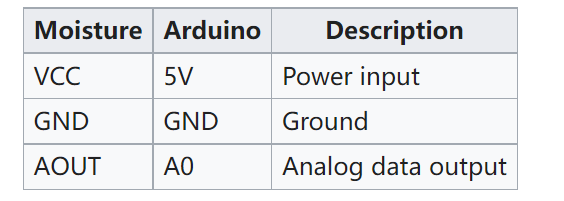 Moisture Arduino Description
VCC 5V Power input
GND GND Ground
AOUT A0 Analog data output